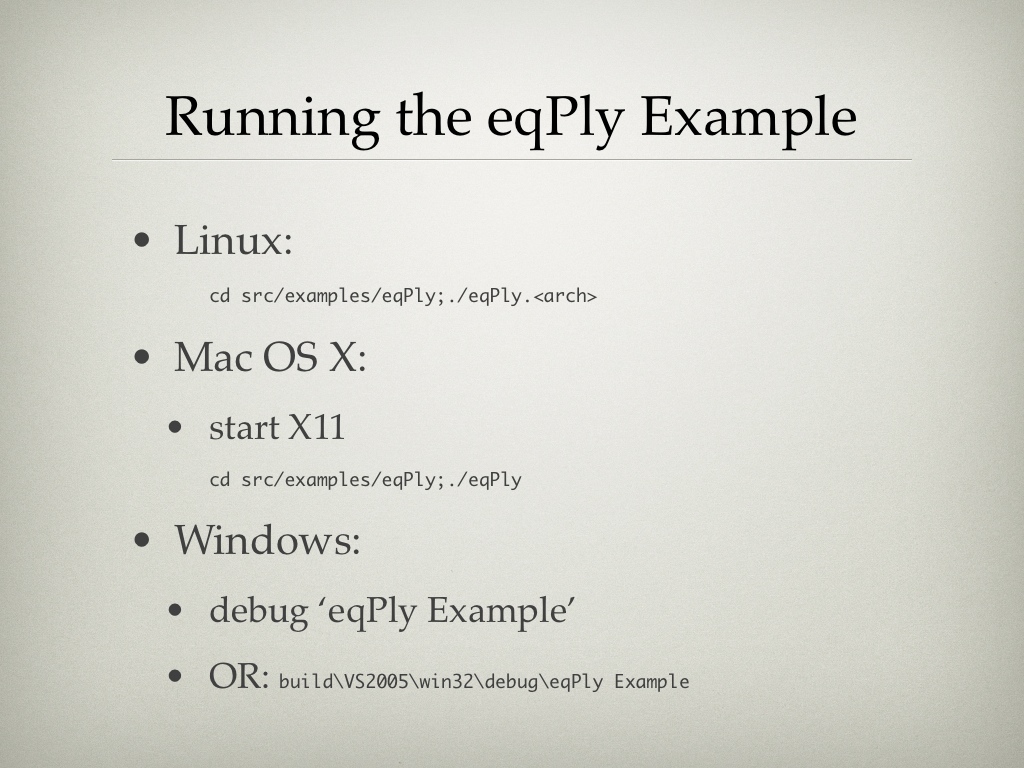 Running the eqPly Example
• Linux:
cd src/examples/eqPly;./eqPly.<arch>
• Mac OS X:
• start X11
cd src/examples/eqPly;./eqPly
• Windows:
• debug ‘eqPly Example’
• OR: build\VS2005\win32\debug\eqPly Example